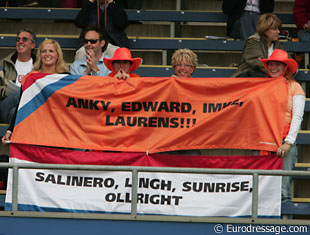 ANKY, EDWARD, IMKE,
LAURENS!!!
SALINERO, LINGH, SUNRISE,
OLLRIGHT
© Eurodressage.com